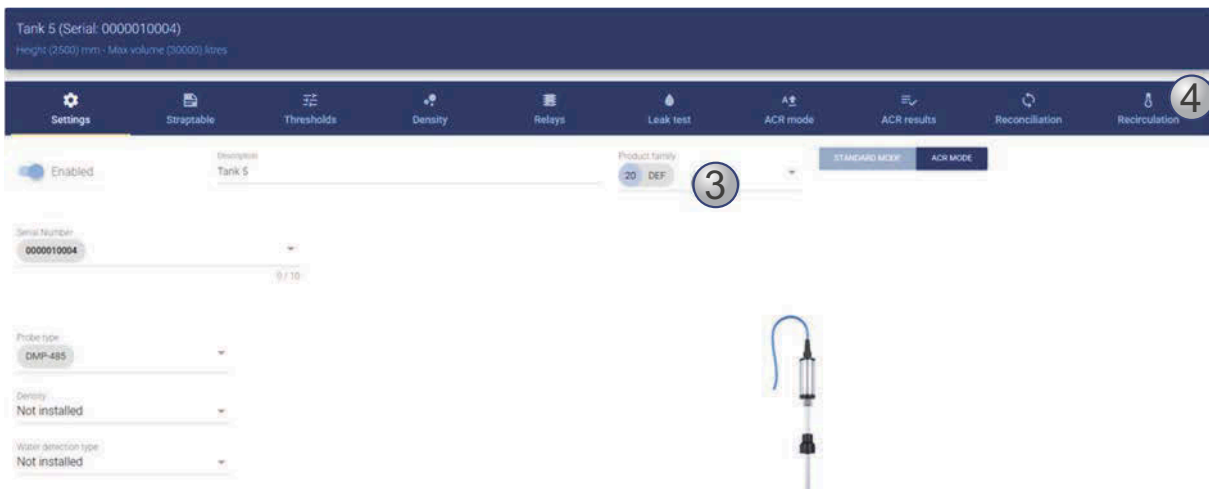 Tank 5 (Serial: 0000010004)
Height (2500) mm - Max volume (30000) litres
4
Settings Straptable Thresholds Density Relays Leak test ACR mode ACR results Reconciliation Recirculation
Enabled
Description
Tank 5
Product family
20 DEF
3
STANDARD MODE ACR MODE
Serial Number
0000010004
0 / 10
Probe type
DMP-485
Density
Not installed
Water detection type
Not installed